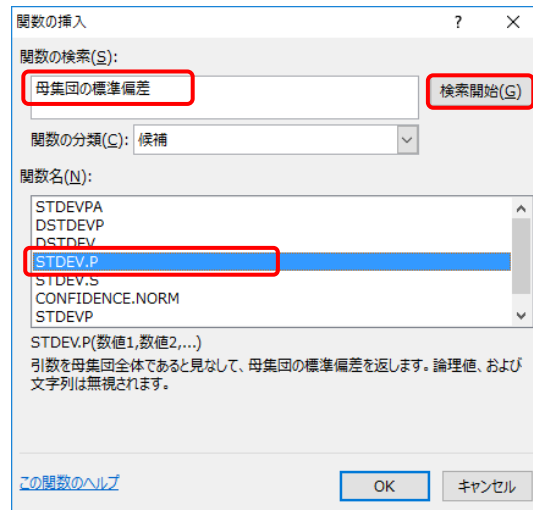 関数の挿入 ? ×
関数の検索(S):
母集団の標準偏差
検索開始(G)
関数の分類(C): 候補
関数名(N):
STDEVPA
DSTDEVP
DSTDEV
STDEV.P
STDEV.S
CONFIDENCE.NORM
STDEVP
STDEV.P(数値1,数値2,...)
引数を母集団全体であると見なして、母集団の標準偏差を返します。論理値、および
文字列は無視されます。
この関数のヘルプ
OK
キャンセル